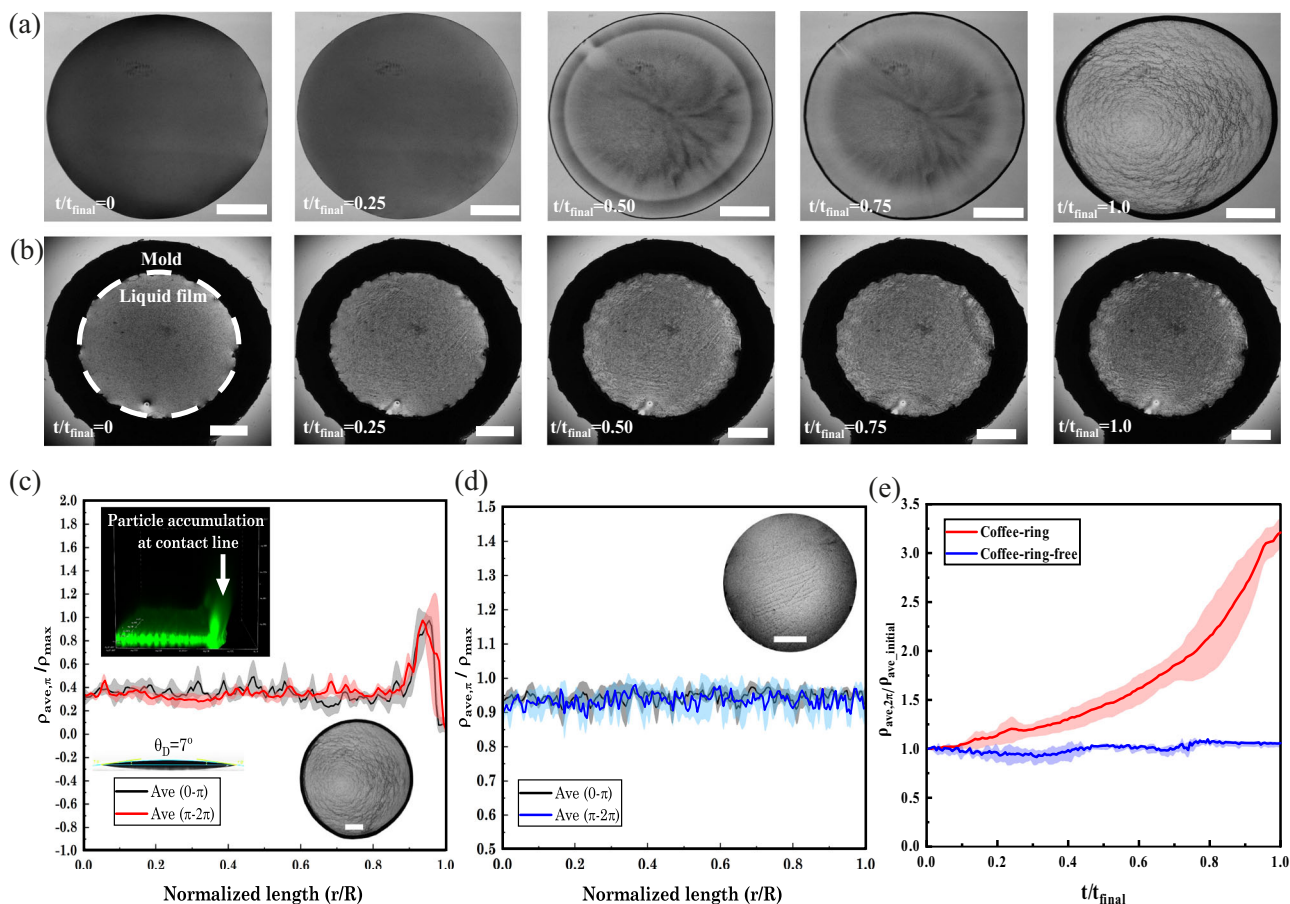 (a)
t/t_final=0
t/t_final=0.25
t/t_final=0.50
t/t_final=0.75
t/t_final=1.0
(b)
Mold
Liquid film
t/t_final=0
t/t_final=0.25
t/t_final=0.50
t/t_final=0.75
t/t_final=1.0
(c)
2.0
1.8
1.6
1.4
1.2
1.0
0.8
0.6
0.4
0.2
0.0
-0.2
-0.4
-0.6
-0.8
-1.0
ρ_ave,π /ρ_max
Particle accumulation
at contact line
θ_D=7°
Ave (0-π)
Ave (π-2π)
0.0 0.2 0.4 0.6 0.8 1.0
Normalized length (r/R)
(d)
1.5
1.4
1.3
1.2
1.1
1.0
0.9
0.8
0.7
0.6
0.5
ρ_ave,π /ρ_max
Ave (0-π)
Ave (π-2π)
0.0 0.2 0.4 0.6 0.8 1.0
Normalized length (r/R)
(e)
3.5
3.0
2.5
2.0
1.5
1.0
0.5
0.0
ρ_ave,2π/ρ_ave_initial
Coffee-ring
Coffee-ring-free
0.0 0.2 0.4 0.6 0.8 1.0
t/t_final